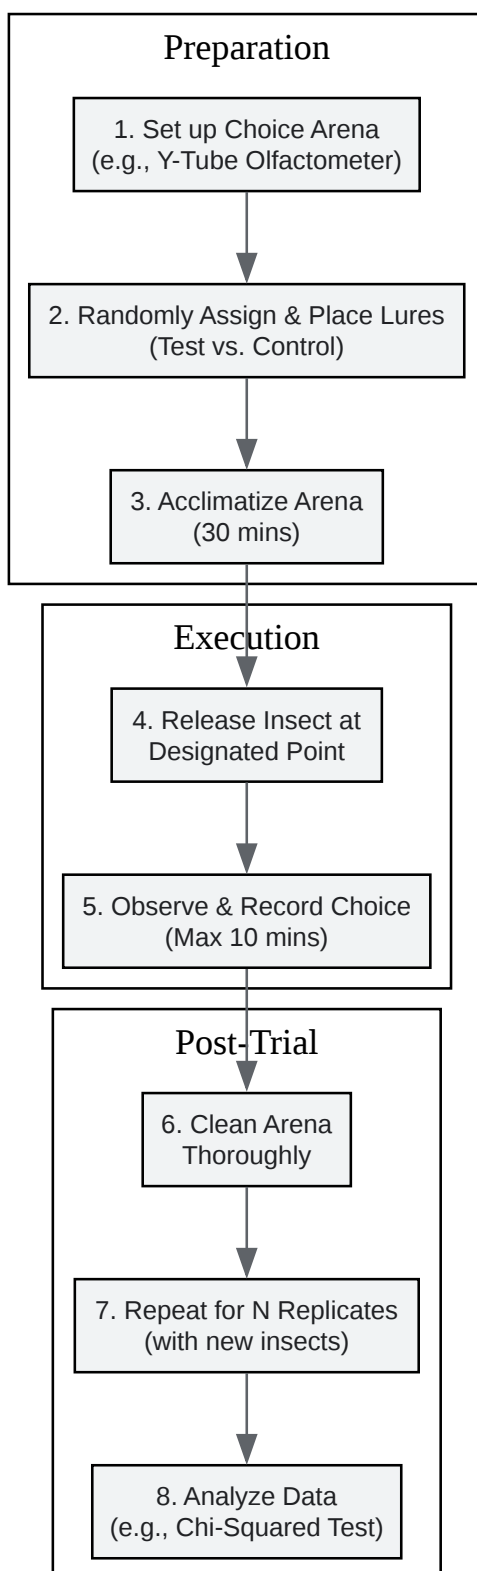 Preparation
1. Set up Choice Arena
(e.g., Y-Tube Olfactometer)
2. Randomly Assign & Place Lures
(Test vs. Control)
3. Acclimatize Arena
(30 mins)
Execution
4. Release Insect at
Designated Point
5. Observe & Record Choice
(Max 10 mins)
Post-Trial
6. Clean Arena
Thoroughly
7. Repeat for N Replicates
(with new insects)
8. Analyze Data
(e.g., Chi-Squared Test)